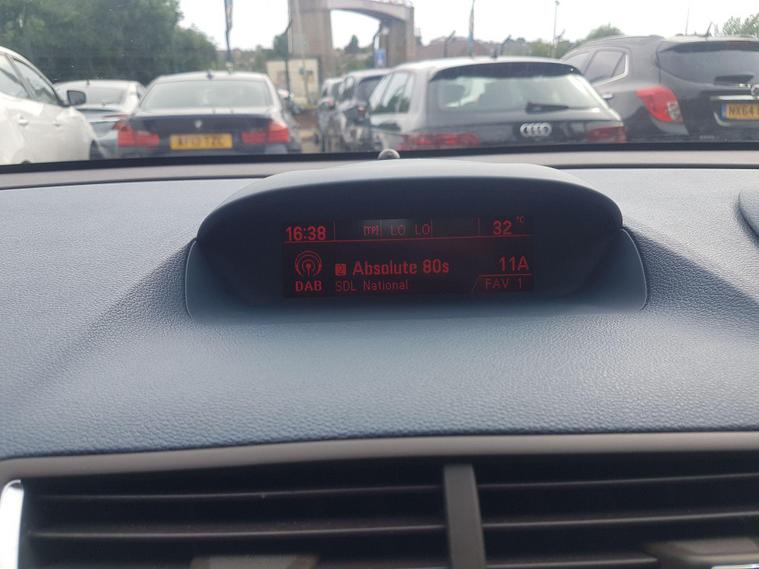 16:38 [TP] LO LO 32 °C
2 Absolute 80s 11A
DAB SDL National FAV 1